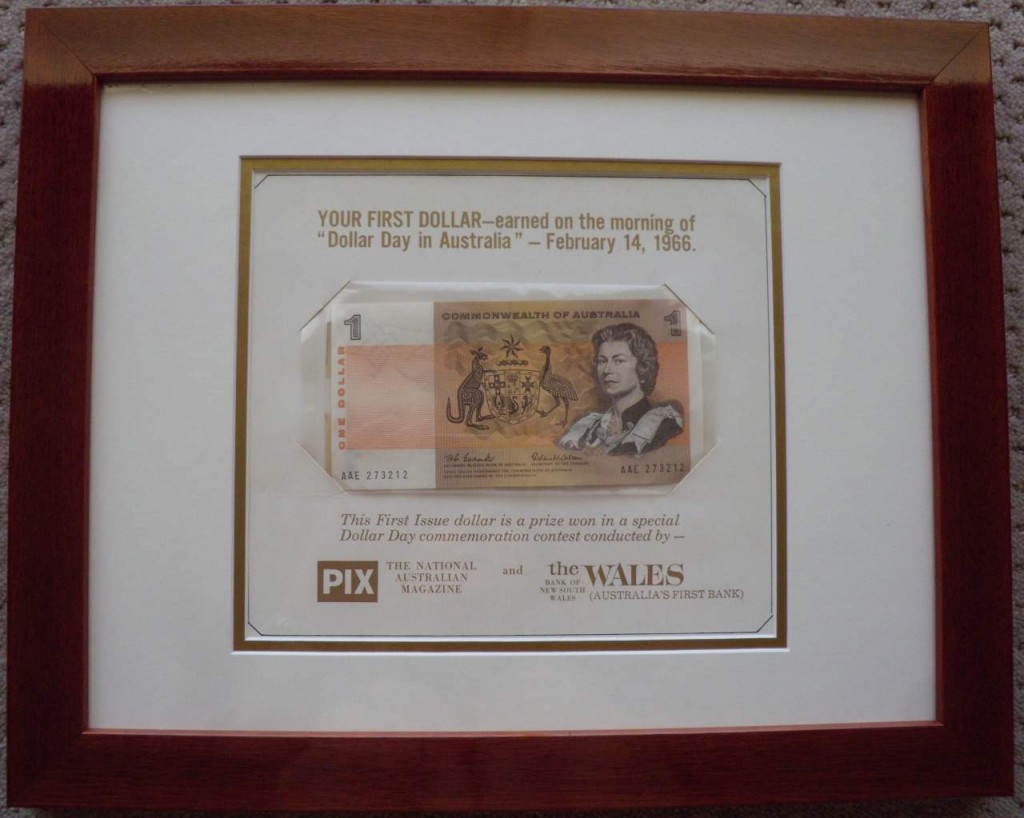 YOUR FIRST DOLLAR—earned on the morning of
"Dollar Day in Australia" — February 14, 1966.
1
COMMONWEALTH OF AUSTRALIA
1
ONE DOLLAR
AAE 273212
AAE 273212
This First Issue dollar is a prize won in a special
Dollar Day commemoration contest conducted by —
PIX
THE NATIONAL
AUSTRALIAN
MAGAZINE
and
the WALES
BANK OF
NEW SOUTH
WALES
(AUSTRALIA'S FIRST BANK)